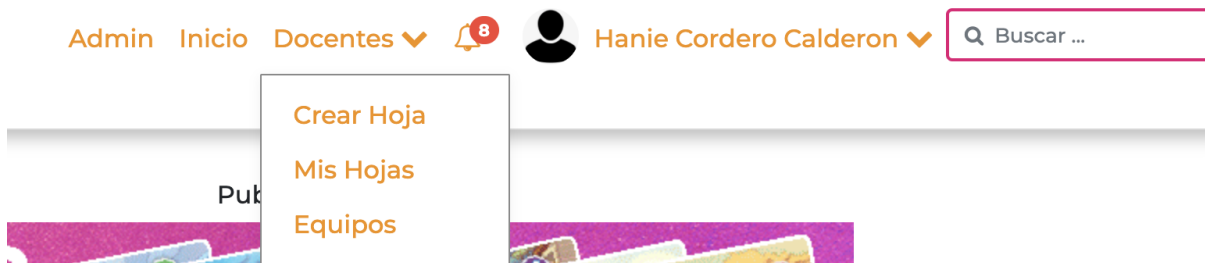 Admin Inicio Docentes 8 Hanie Cordero Calderon Buscar ...
Crear Hoja
Mis Hojas
Equipos